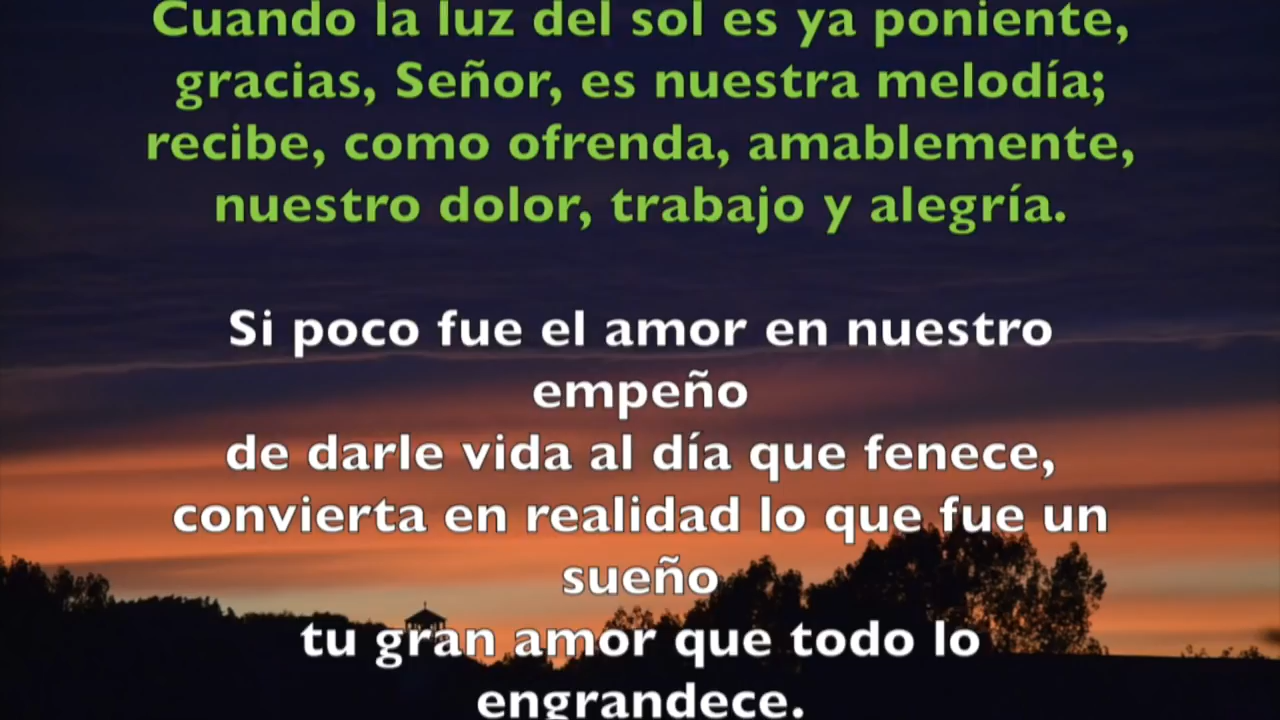 Cuando la luz del sol es ya poniente,
gracias, Señor, es nuestra melodía;
recibe, como ofrenda, amablemente,
nuestro dolor, trabajo y alegría.
Si poco fue el amor en nuestro
empeño
de darle vida al día que fenece,
convierta en realidad lo que fue un
sueño
tu gran amor que todo lo
engrandece.